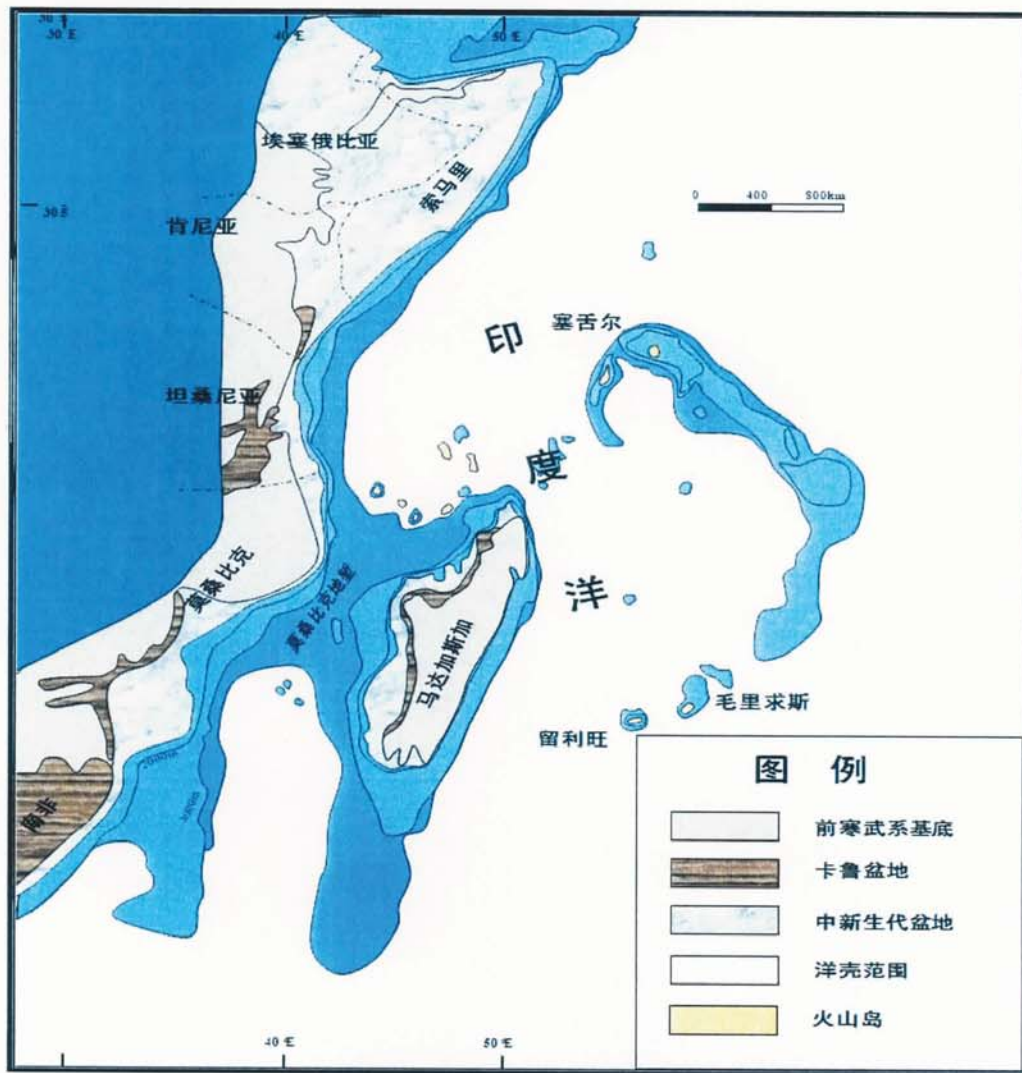 30°E
40°E
50°E
埃塞俄比亚
索马里
肯尼亚
0 400 800km
印
塞舌尔
坦桑尼亚
度
莫桑比克
莫桑比克地堑
洋
马达加斯加
毛里求斯
留利旺
南非
图 例
前寒武系基底
卡鲁盆地
中新生代盆地
洋壳范围
火山岛
40°E
50°E